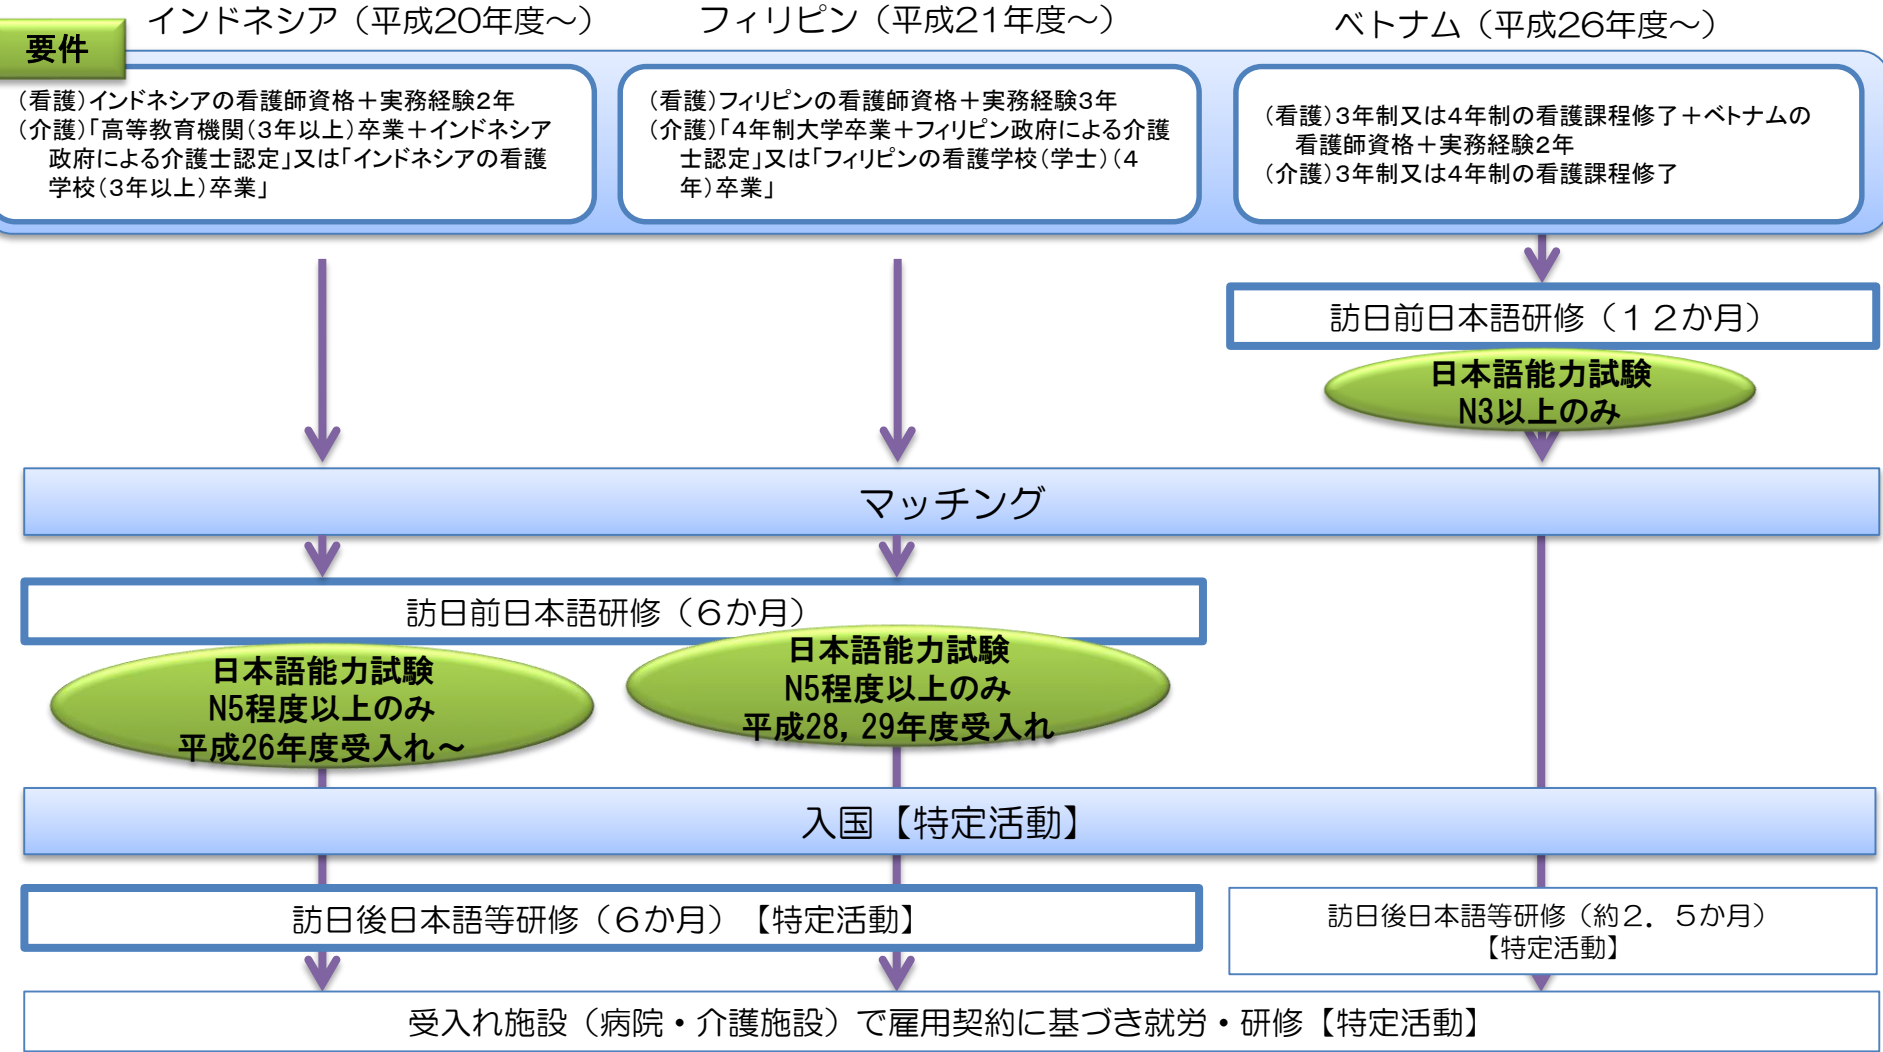 インドネシア（平成20年度～）
フィリピン（平成21年度～）
ベトナム（平成26年度～）
要件
（看護）インドネシアの看護師資格＋実務経験2年
（介護）「高等教育機関（3年以上）卒業＋インドネシア
政府による介護士認定」又は「インドネシアの看護
学校（3年以上）卒業」
（看護）フィリピンの看護師資格＋実務経験3年
（介護）「4年制大学卒業＋フィリピン政府による介護
士認定」又は「フィリピンの看護学校（学士）（4
年）卒業」
（看護）3年制又は4年制の看護課程修了＋ベトナムの
看護師資格＋実務経験2年
（介護）3年制又は4年制の看護課程修了
訪日前日本語研修（１２か月）
日本語能力試験
N3以上のみ
マッチング
訪日前日本語研修（６か月）
日本語能力試験
N5程度以上のみ
平成26年度受入れ～
日本語能力試験
N5程度以上のみ
平成28，29年度受入れ
入国【特定活動】
訪日後日本語等研修（６か月）【特定活動】
訪日後日本語等研修（約２．５か月）
【特定活動】
受入れ施設（病院・介護施設）で雇用契約に基づき就労・研修【特定活動】